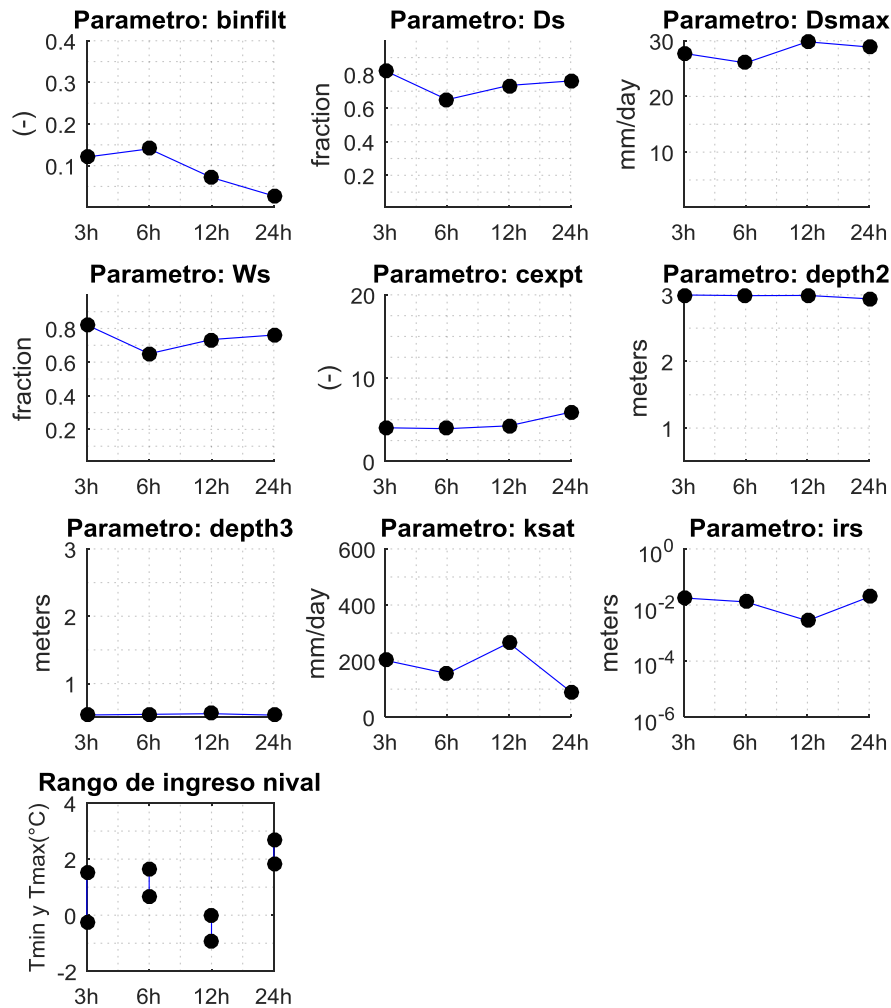 Parametro: binfilt
(-)
0.4
0.3
0.2
0.1
3h 6h 12h 24h
Parametro: Ds
fraction
0.8
0.6
0.4
0.2
3h 6h 12h 24h
Parametro: Dsmax
mm/day
30
20
10
3h 6h 12h 24h
Parametro: Ws
fraction
0.8
0.6
0.4
0.2
3h 6h 12h 24h
Parametro: cexpt
(-)
20
10
0
3h 6h 12h 24h
Parametro: depth2
meters
3
2
1
3h 6h 12h 24h
Parametro: depth3
meters
3
2
1
3h 6h 12h 24h
Parametro: ksat
mm/day
600
400
200
0
3h 6h 12h 24h
Parametro: irs
meters
10^0
10^-2
10^-4
10^-6
3h 6h 12h 24h
Rango de ingreso nival
Tmin y Tmax(°C)
4
2
0
-2
3h 6h 12h 24h